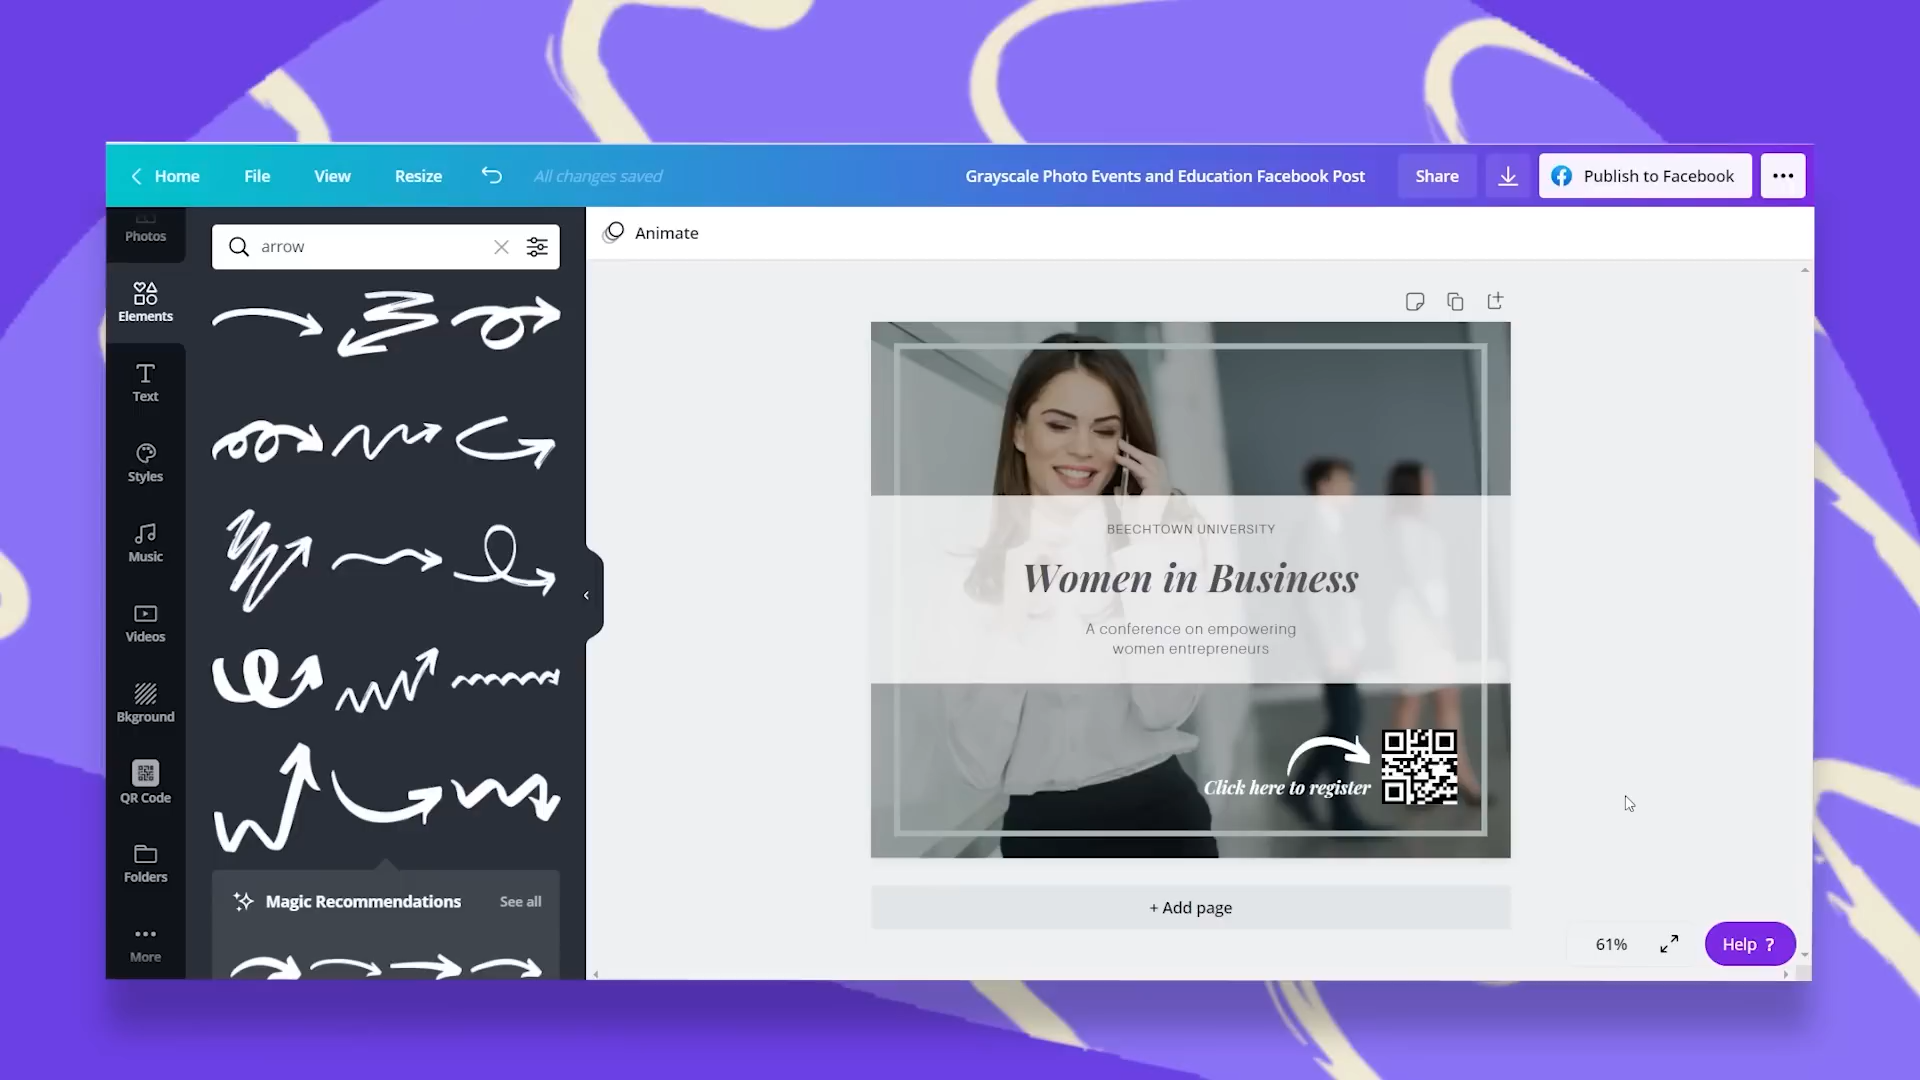 Home
File
View
Resize
All changes saved
Grayscale Photo Events and Education Facebook Post
Share
Publish to Facebook
Photos
Elements
Text
Styles
Music
Videos
Bkground
QR Code
Folders
More
arrow
Magic Recommendations
See all
Animate
BEECHTOWN UNIVERSITY
Women in Business
A conference on empowering
women entrepreneurs
Click here to register
+ Add page
61%
Help ?